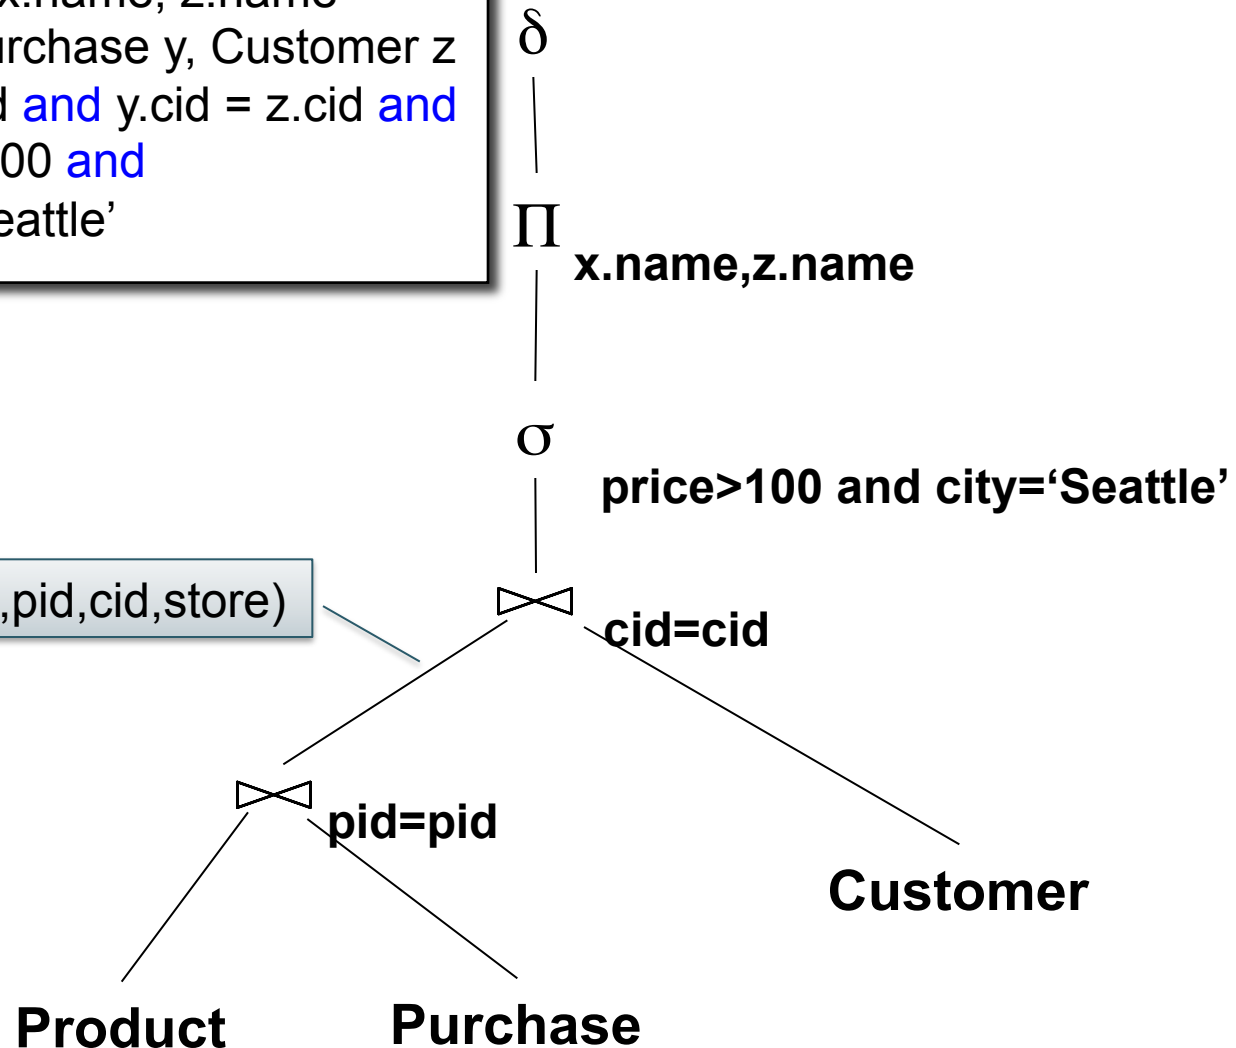 x.name, z.name
urchase y, Customer z
d and y.cid = z.cid and
00 and
eattle’
δ
Π x.name,z.name
σ
price>100 and city=‘Seattle’
,pid,cid,store)
cid=cid
pid=pid
Customer
Product Purchase